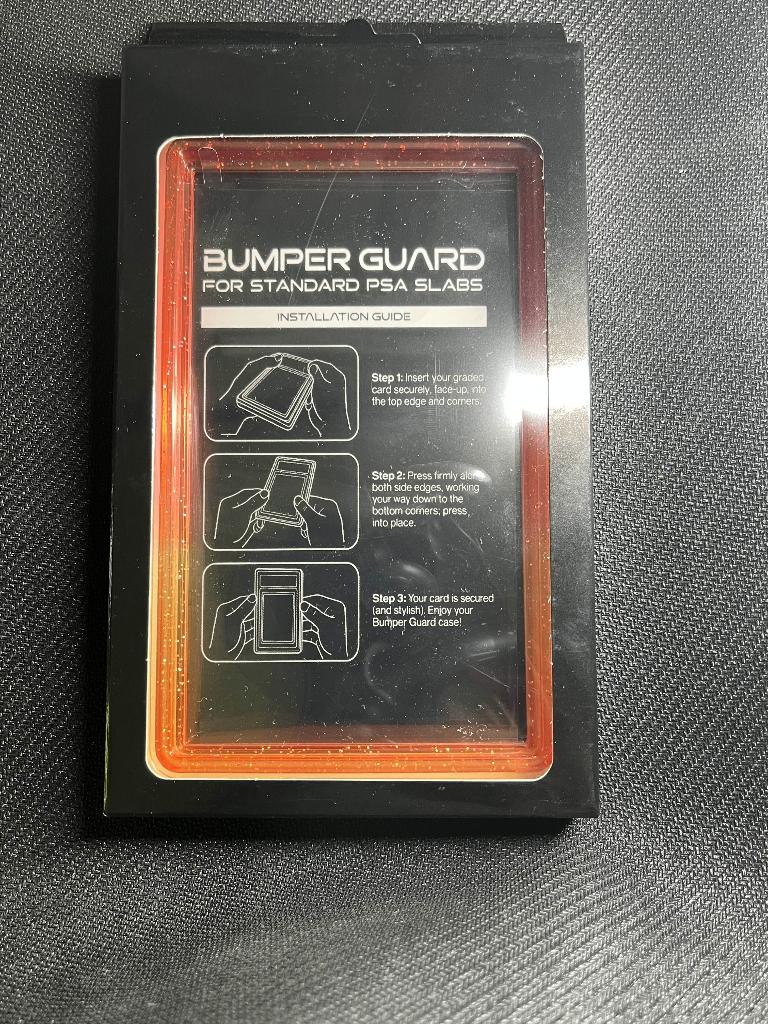 BUMPER GUARD
FOR STANDARD PSA SLABS
INSTALLATION GUIDE
Step 1: Insert your graded
card securely, face-up, into
the top edge and corners.
Step 2: Press firmly along
both side edges, working
your way down to the
bottom corners; press
into place.
Step 3: Your card is secured
(and stylish). Enjoy your
Bumper Guard case!